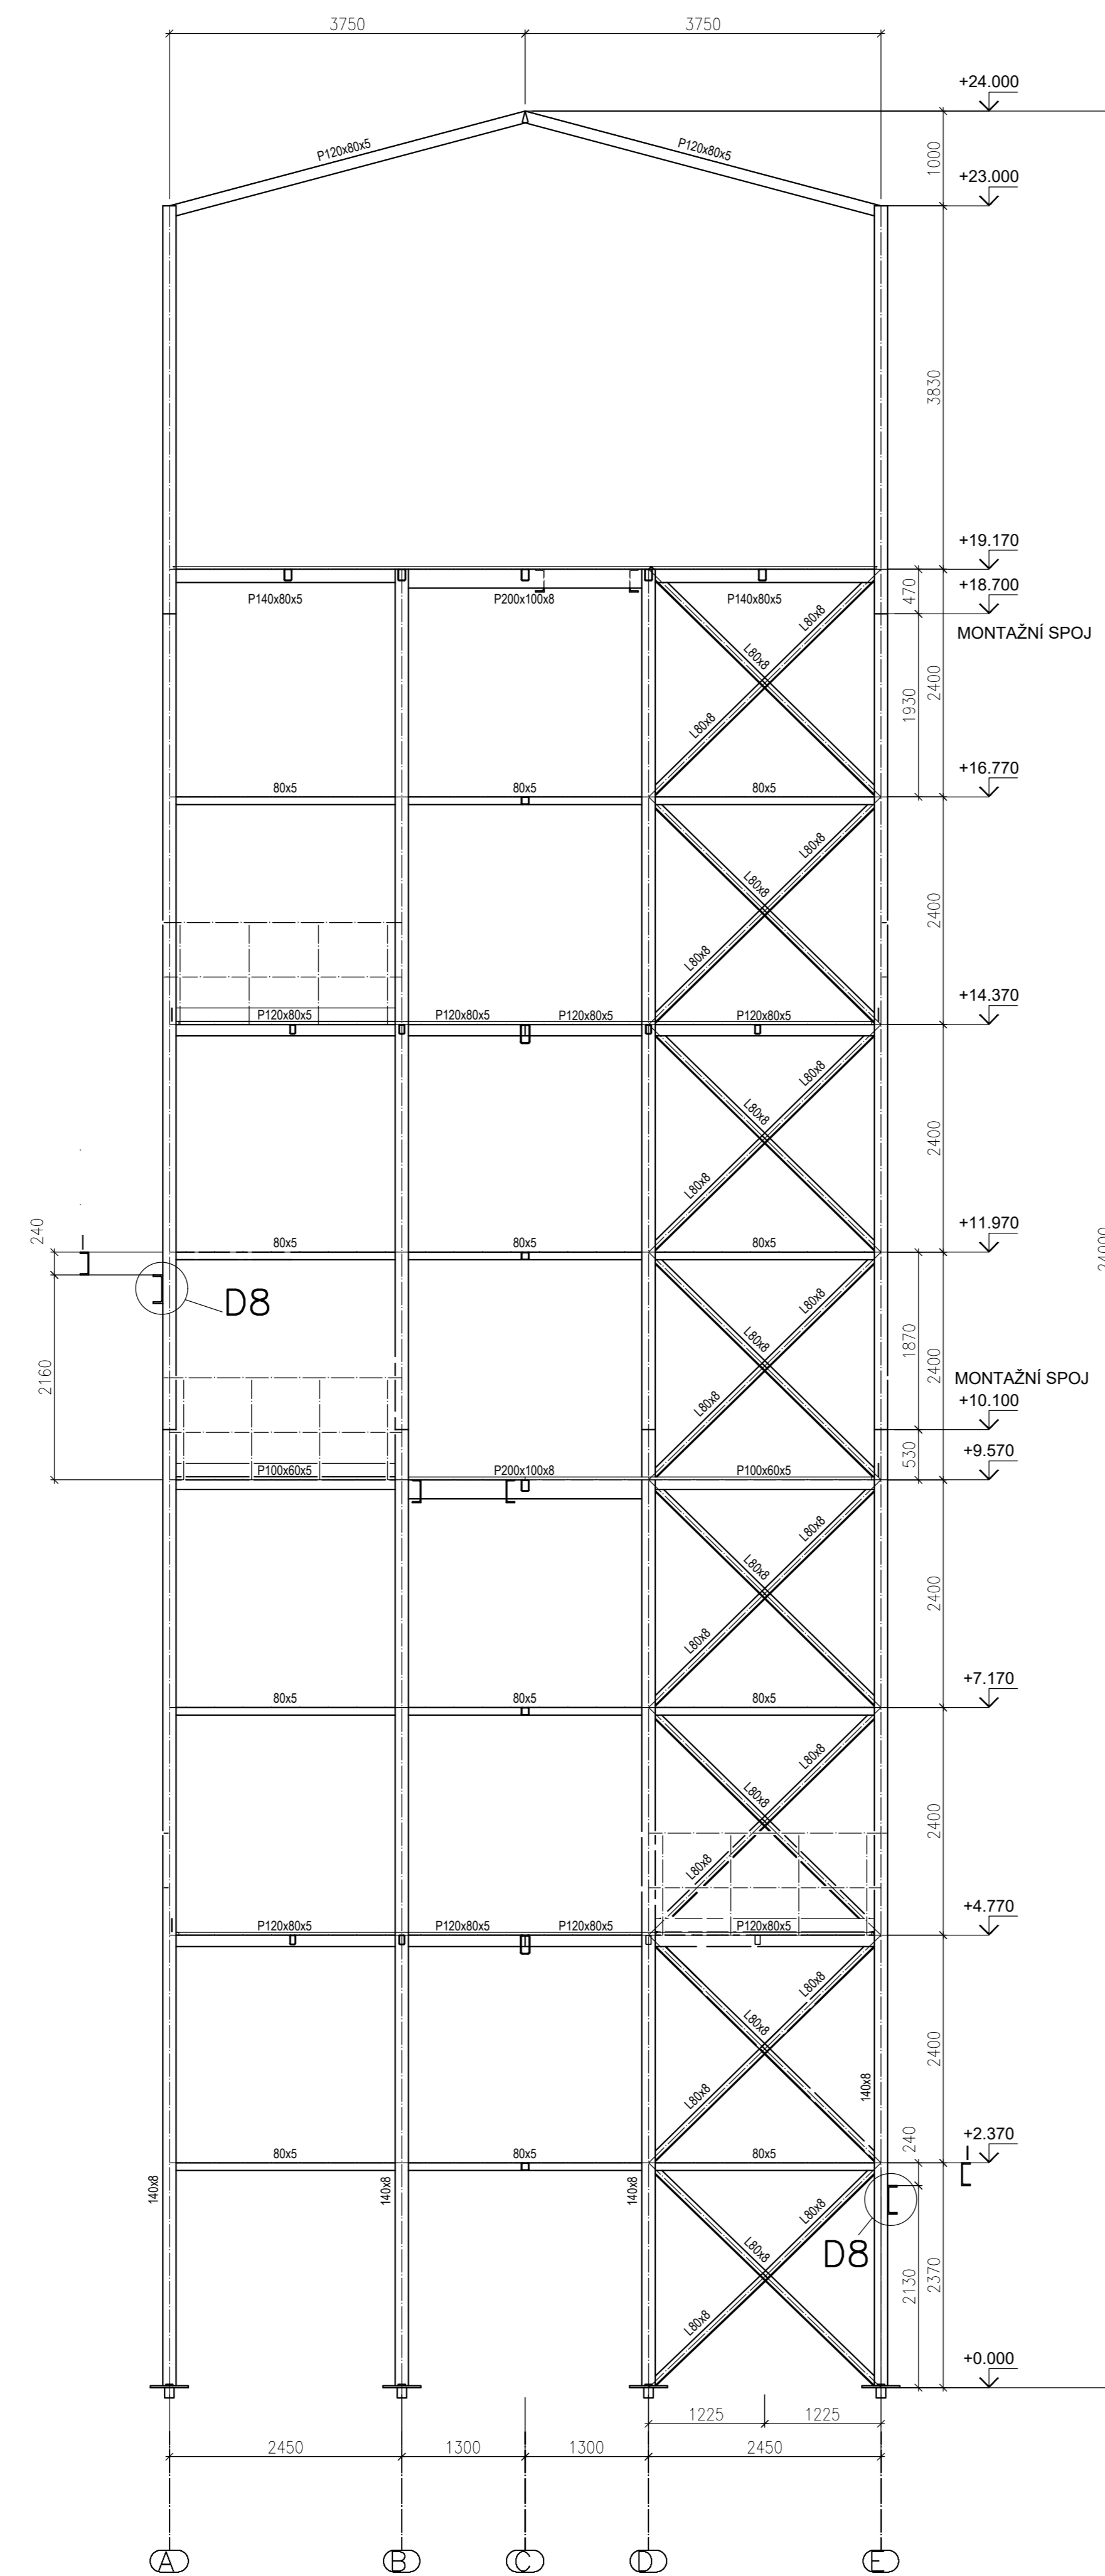 3750 3750
+24.000
P120x80x5 P120x80x5
1000
+23.000
3830
+19.170
P140x80x5 P200x100x8 P140x80x5
470
+18.700
MONTAŽNÍ SPOJ
L80x8
L80x8
L80x8
1930
2400
+16.770
80x5 80x5 80x5
L80x8
L80x8
L80x8
2400
+14.370
P120x80x5 P120x80x5 P120x80x5 P120x80x5
L80x8
L80x8
L80x8
2400
+11.970
80x5 80x5 80x5
240
24000
D8
L80x8
L80x8
L80x8
1870
2400
2160
MONTAŽNÍ SPOJ
+10.100
530
+9.570
P100x60x5 P200x100x8 P100x60x5
L80x8
L80x8
L80x8
2400
+7.170
80x5 80x5 80x5
L80x8
L80x8
L80x8
2400
+4.770
P120x80x5 P120x80x5 P120x80x5 P120x80x5
L80x8
L80x8
L80x8
2400
140x8
240
+2.370
80x5 80x5 80x5
140x8 140x8 140x8
L80x8
L80x8
L80x8
D8
2130
2370
+0.000
1225 1225
2450 1300 1300 2450
A B C D E